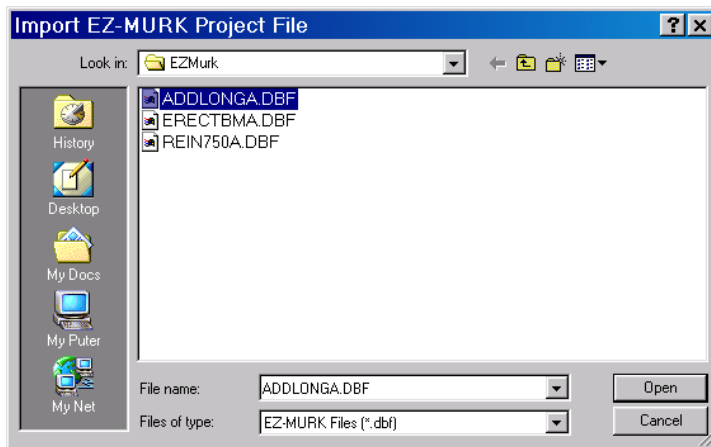 Import EZ-MURK Project File
Look in: EZMurk
ADDLONGA.DBF
ERECTBMA.DBF
REIN750A.DBF
History
Desktop
My Docs
My Puter
My Net
File name: ADDLONGA.DBF Open
Files of type: EZ-MURK Files (*.dbf) Cancel